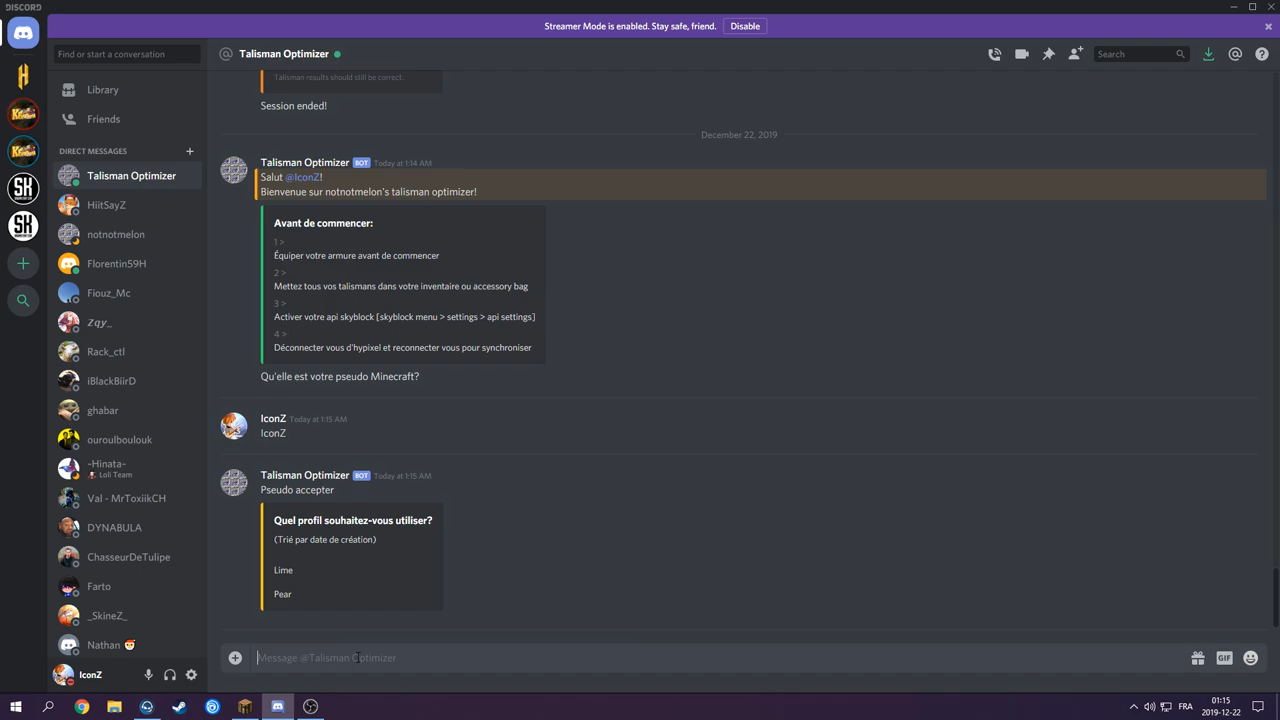 DISCORD
Streamer Mode is enabled. Stay safe, friend. Disable
Find or start a conversation
Library
Friends
DIRECT MESSAGES
Talisman Optimizer
HiitSayZ
notnotmelon
Florentin59H
Fiouz_Mc
Zqy_
Rack_ctl
iBlackBiirD
ghabar
ouroulboulouk
-Hinata-
Loli Team
Val - MrToxiikCH
DYNABULA
ChasseurDeTulipe
Farto
_SkineZ_
Nathan
IconZ
@ Talisman Optimizer
Search
Talisman results should still be correct.
Session ended!
December 22, 2019
Talisman Optimizer BOT Today at 1:14 AM
Salut @IconZ!
Bienvenue sur notnotmelon's talisman optimizer!
Avant de commencer:
1 >
Équiper votre armure avant de commencer
2 >
Mettez tous vos talismans dans votre inventaire ou accessory bag
3 >
Activer votre api skyblock [skyblock menu > settings > api settings]
4 >
Déconnecter vous d'hypixel et reconnecter vous pour synchroniser
Qu'elle est votre pseudo Minecraft?
IconZ Today at 1:15 AM
IconZ
Talisman Optimizer BOT Today at 1:15 AM
Pseudo accepter
Quel profil souhaitez-vous utiliser?
(Trié par date de création)
Lime
Pear
Message @Talisman Optimizer
GIF
FRA
01:15
2019-12-22
SK
SK